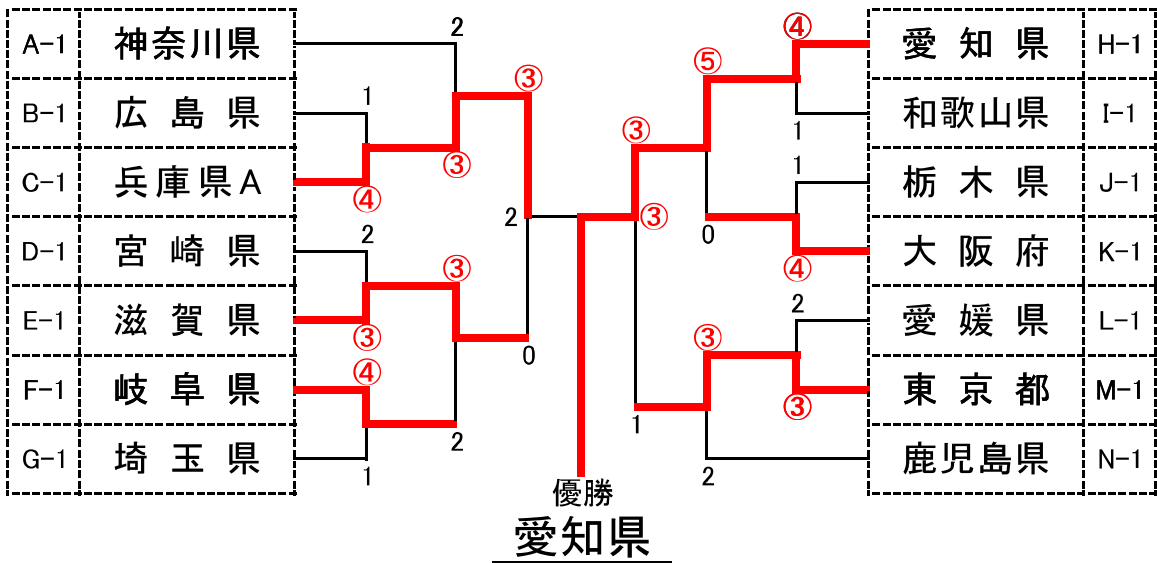 A-1 神奈川県
B-1 広島県
C-1 兵庫県A
D-1 宮崎県
E-1 滋賀県
F-1 岐阜県
G-1 埼玉県
2
1
③
③
④
2
③
③
④
2
1
2
0
④
⑤
1
③
1
③
0
④
2
③
③
1
2
愛知県 H-1
和歌山県 I-1
栃木県 J-1
大阪府 K-1
愛媛県 L-1
東京都 M-1
鹿児島県 N-1
優勝
愛知県